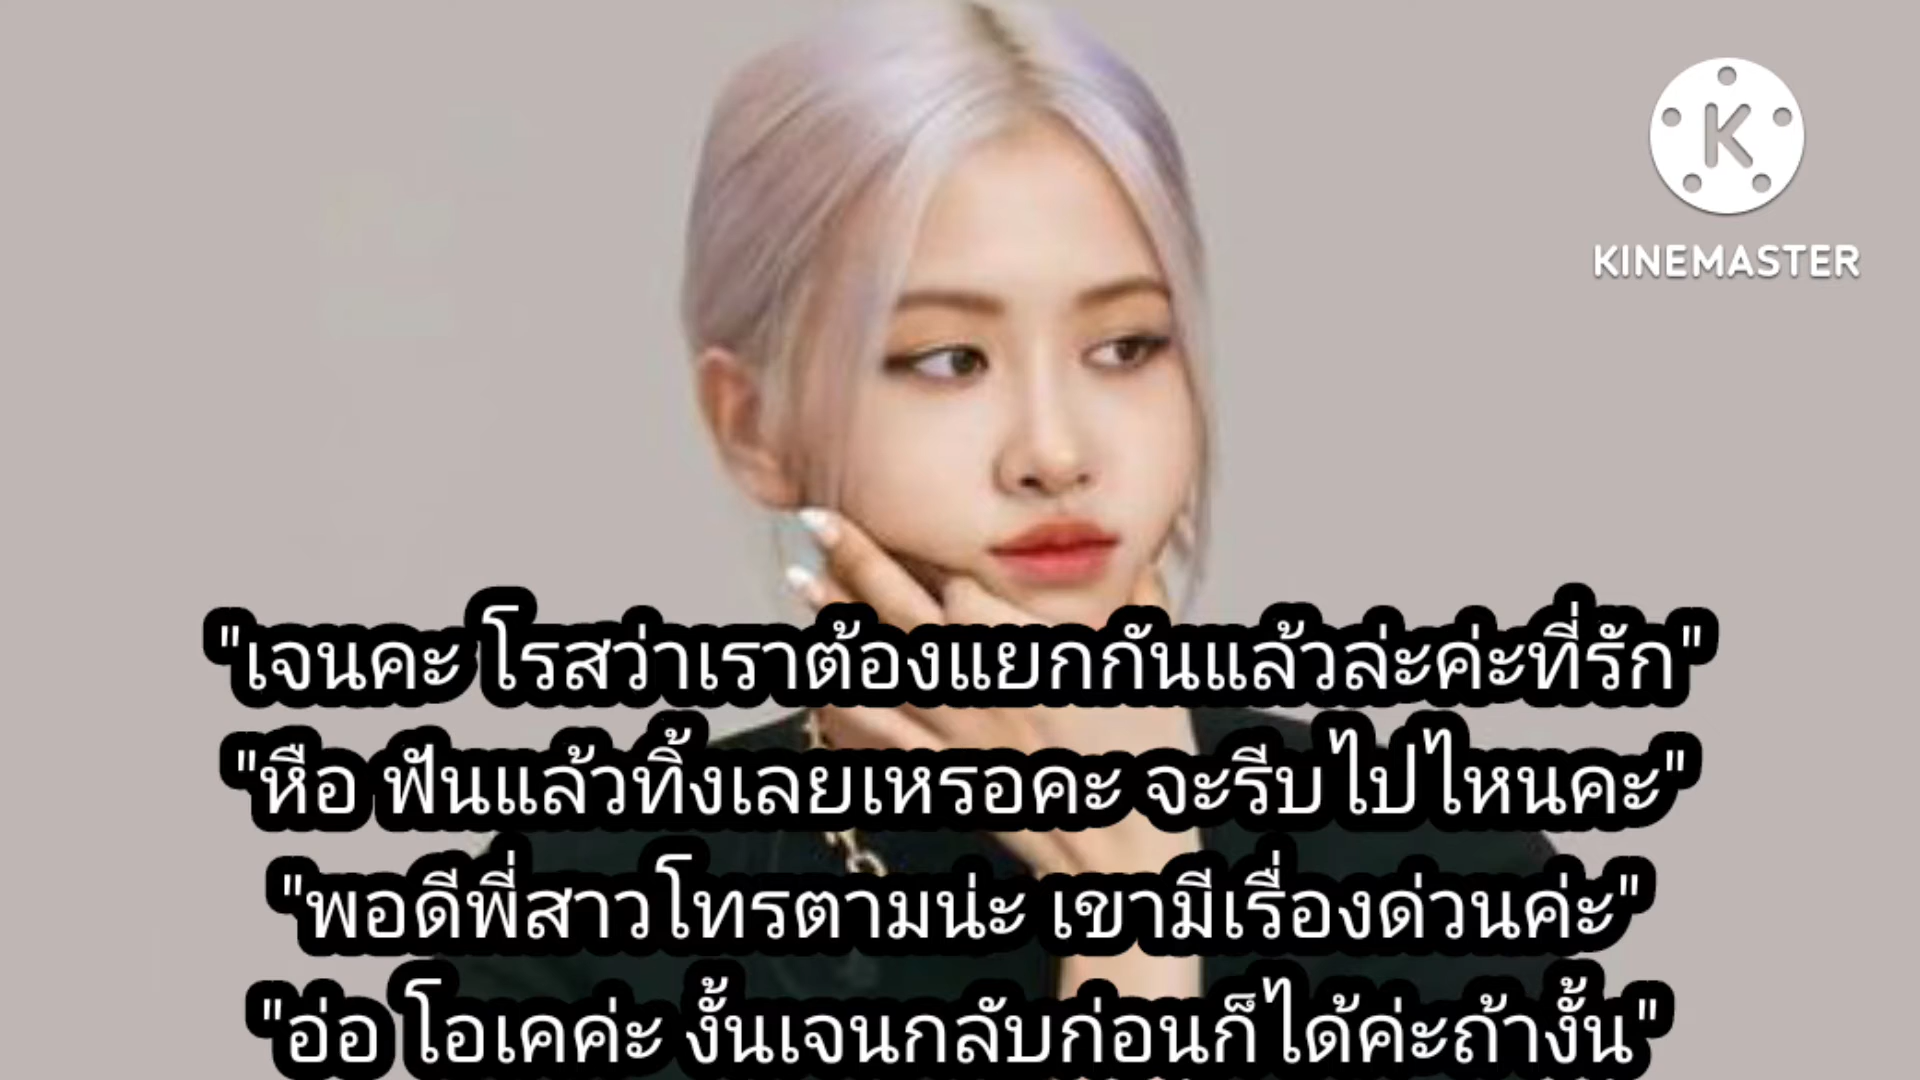 KINEMASTER
"เจนคะ โรสว่าเราต้องแยกกันแล้วล่ะค่ะที่รัก"
"หือ ฟันแล้วทิ้งเลยเหรอคะ จะรีบไปไหนคะ"
"พอดีพี่สาวโทรตามน่ะ เขามีเรื่องด่วนค่ะ"
"อ่อ โอเคค่ะ งั้นเจนกลับก่อนก็ได้ค่ะถ้างั้น"